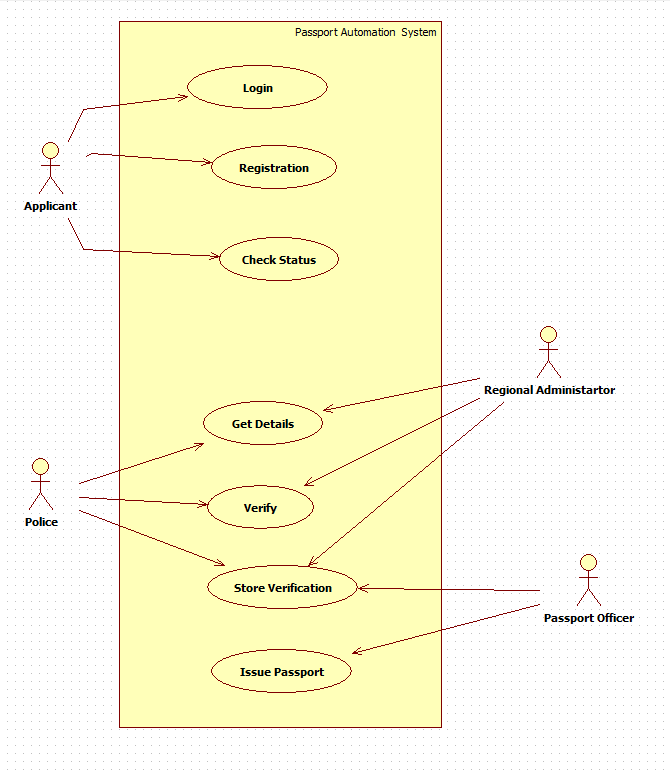 Passport Automation System
Login
Registration
Applicant
Check Status
Regional Administartor
Get Details
Verify
Police
Store Verification
Passport Officer
Issue Passport